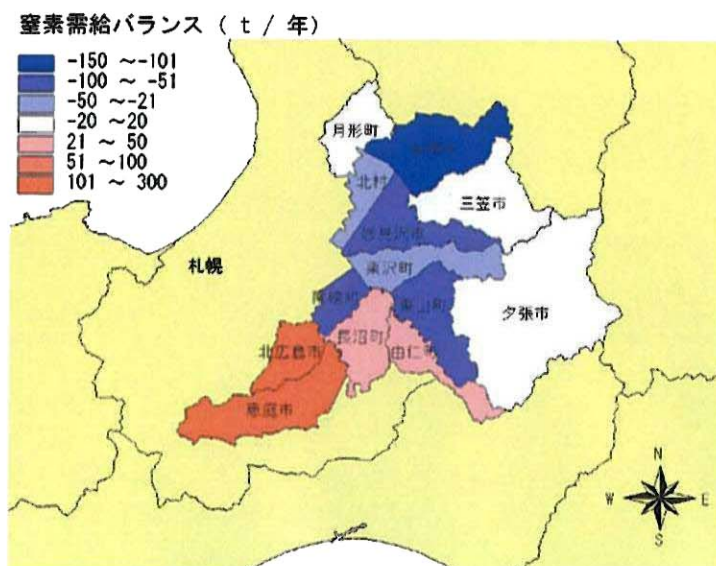 窒素需給バランス ( t / 年)
-150 ～-101
-100 ～ -51
-50 ～-21
-20 ～20
21 ～ 50
51 ～100
101 ～ 300
月形町
北村
三笠市
岩見沢市
札幌
栗沢町
南幌町
栗山町
夕張市
長沼町
由仁町
北広島市
恵庭市
N
W
E
S